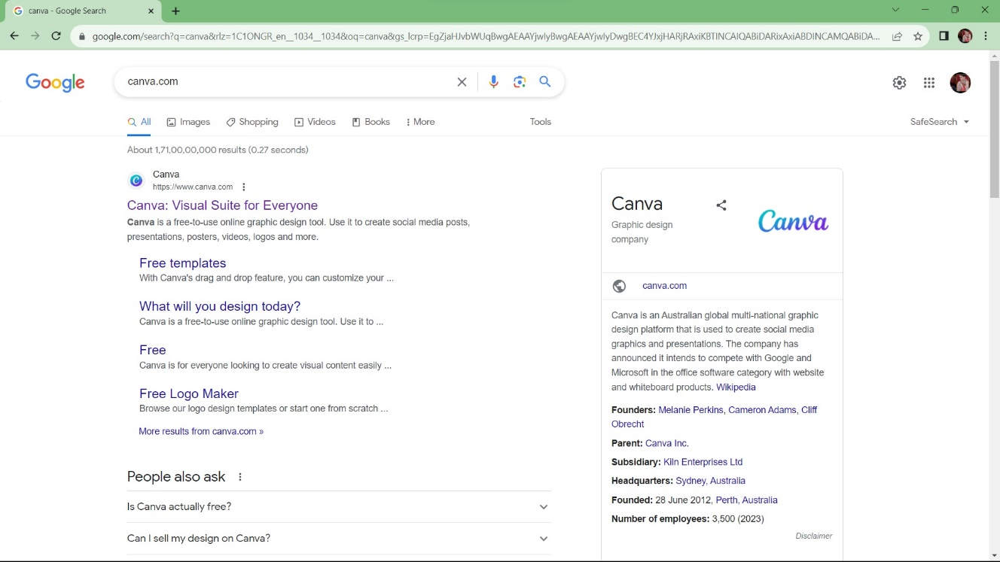 canva - Google Search
google.com/search?q=canva&rlz=1C1ONGR_en__1034__1034&oq=canva&gs_lcrp=
Google
canva.com
All
Images
Shopping
Videos
Books
More
Tools
SafeSearch
About 1,71,00,00,000 results (0.27 seconds)
Canva
https://www.canva.com
Canva: Visual Suite for Everyone
Canva is a free-to-use online graphic design tool. Use it to create social media posts,
presentations, posters, videos, logos and more.
Free templates
With Canva's drag and drop feature, you can customize your ...
What will you design today?
Canva is a free-to-use online graphic design tool. Use it to ...
Free
Canva is for everyone looking to create visual content easily ...
Free Logo Maker
Browse our logo design templates or start one from scratch ...
More results from canva.com »
People also ask
Is Canva actually free?
Can I sell my design on Canva?
Canva
Graphic design
company
Canva
canva.com
Canva is an Australian global multi-national graphic
design platform that is used to create social media
graphics and presentations. The company has
announced it intends to compete with Google and
Microsoft in the office software category with website
and whiteboard products. Wikipedia
Founders: Melanie Perkins, Cameron Adams, Cliff
Obrecht
Parent: Canva Inc.
Subsidiary: Kiln Enterprises Ltd
Headquarters: Sydney, Australia
Founded: 28 June 2012, Perth, Australia
Number of employees: 3,500 (2023)
Disclaimer